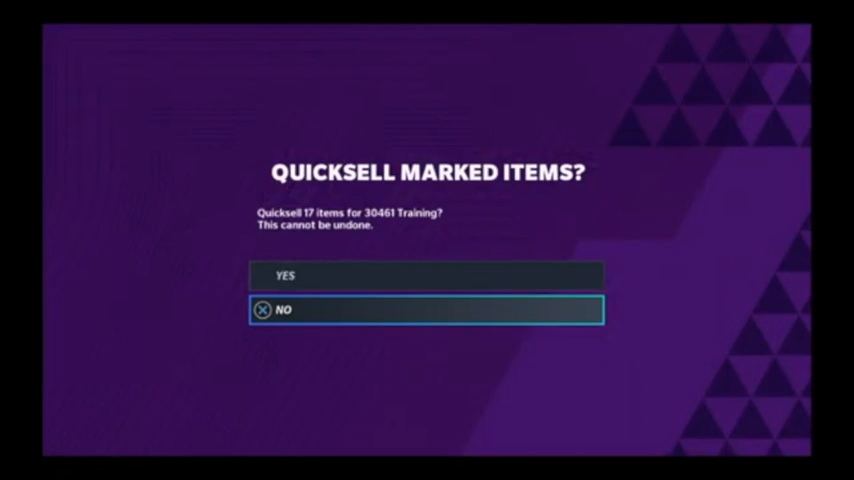 QUICKSELL MARKED ITEMS?
Quicksell 17 items for 30461 Training?
This cannot be undone.
YES
NO